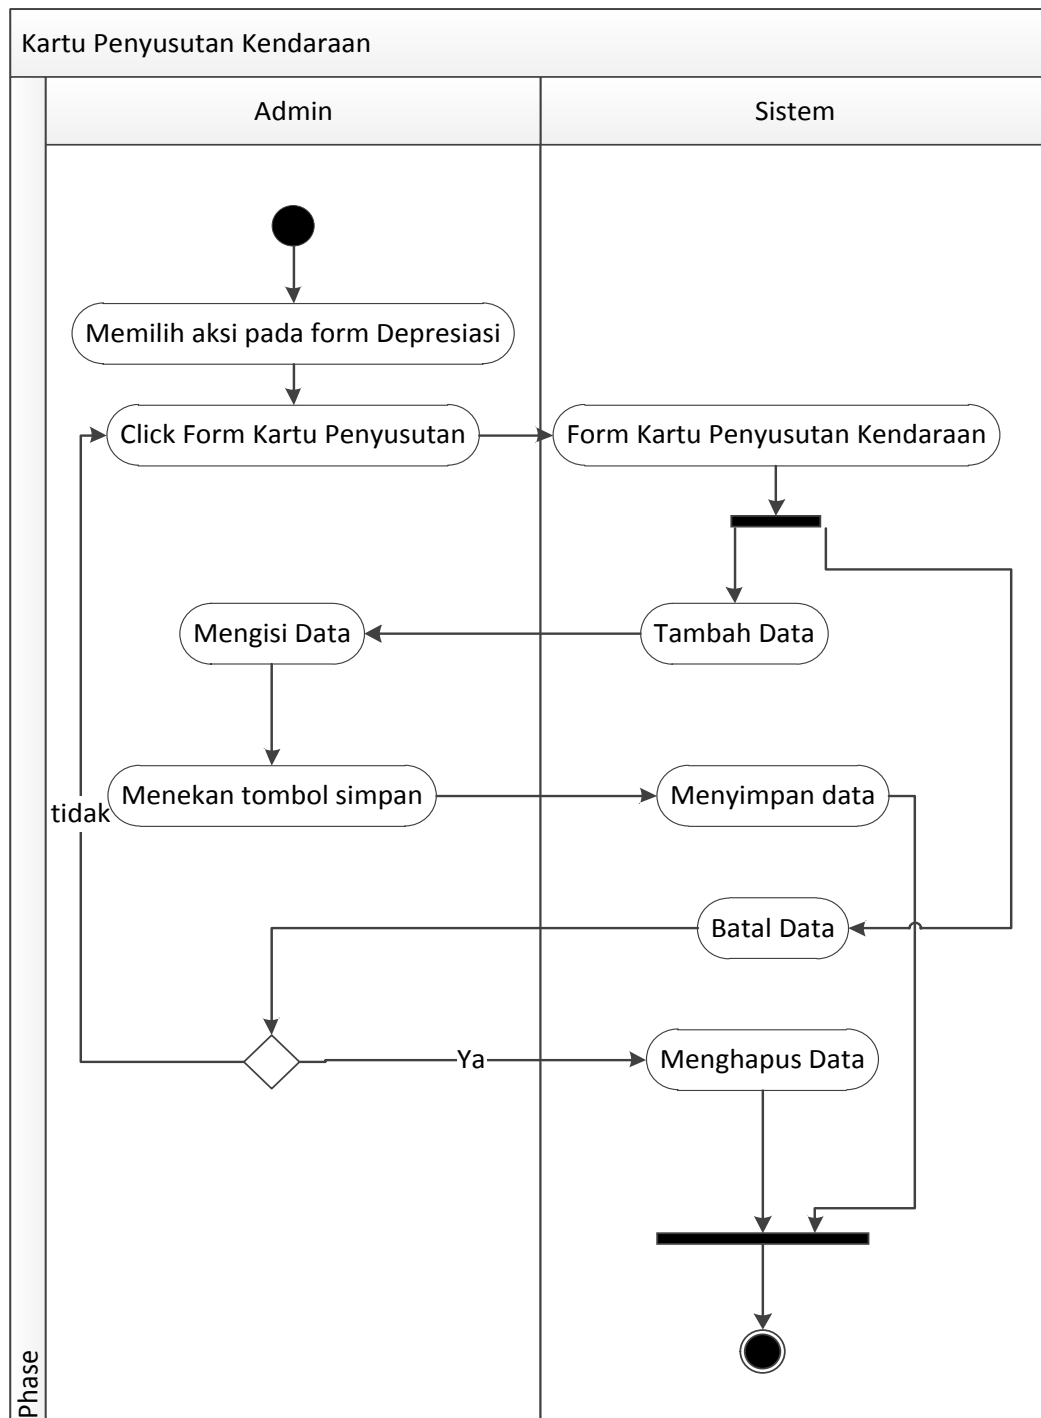 Kartu Penyusutan Kendaraan
Admin
Sistem
Memilih aksi pada form Depresiasi
Click Form Kartu Penyusutan
Form Kartu Penyusutan Kendaraan
Mengisi Data
Tambah Data
Menekan tombol simpan
Menyimpan data
tidak
Batal Data
Ya
Menghapus Data
Phase